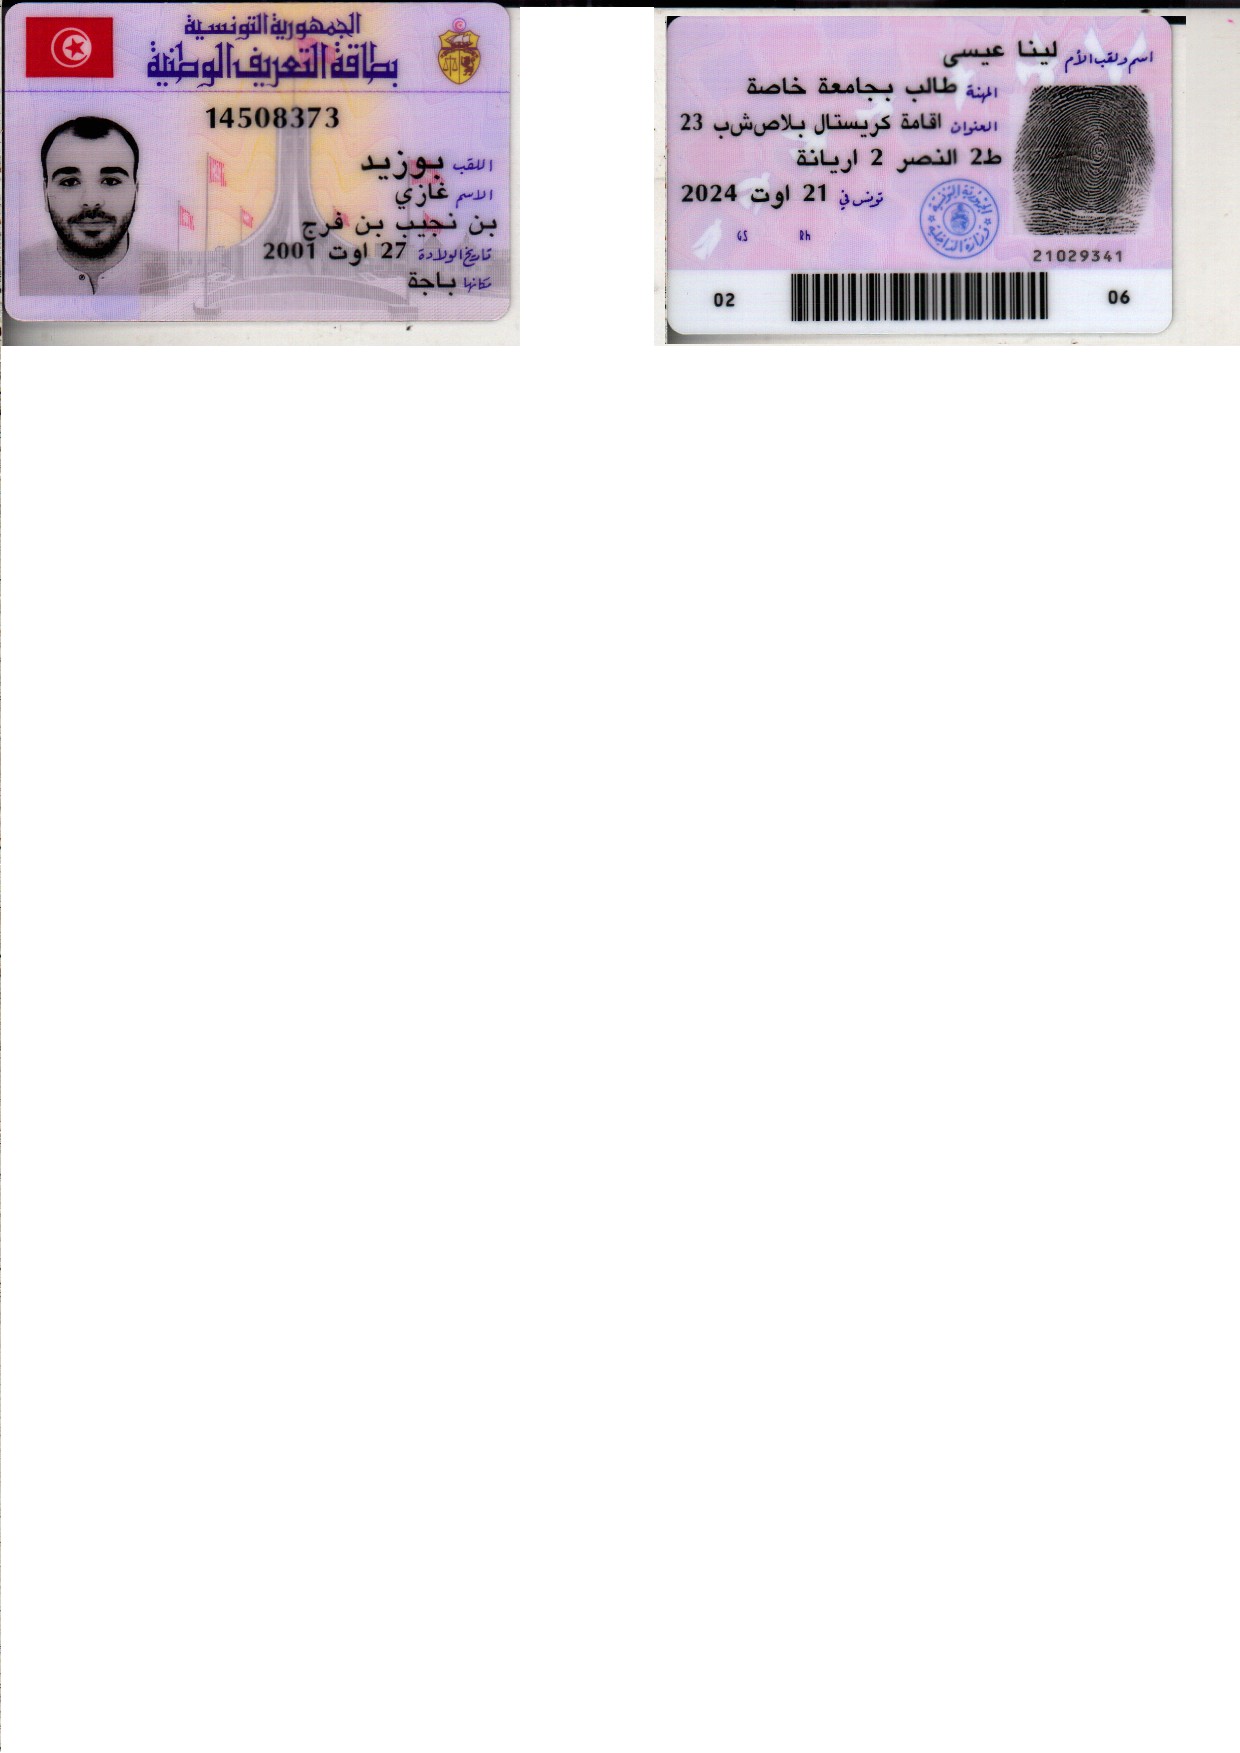 الجمهورية التونسية
بطاقة التعريف الوطنية
14508373
اللقب بوزيد
الاسم غازي
بن نجيب بن فرج
تاريخ الولادة 27 اوت 2001
مكانها باجة
اسم ولقب الأم لينا عيسى
المهنة طالب بجامعة خاصة
العنوان اقامة كريستال بلاص ش ب 23
ط2 النصر 2 اريانة
تونس في 21 اوت 2024
GS Rh
الجمهورية التونسية
وزارة الداخلية
21029341
02 06